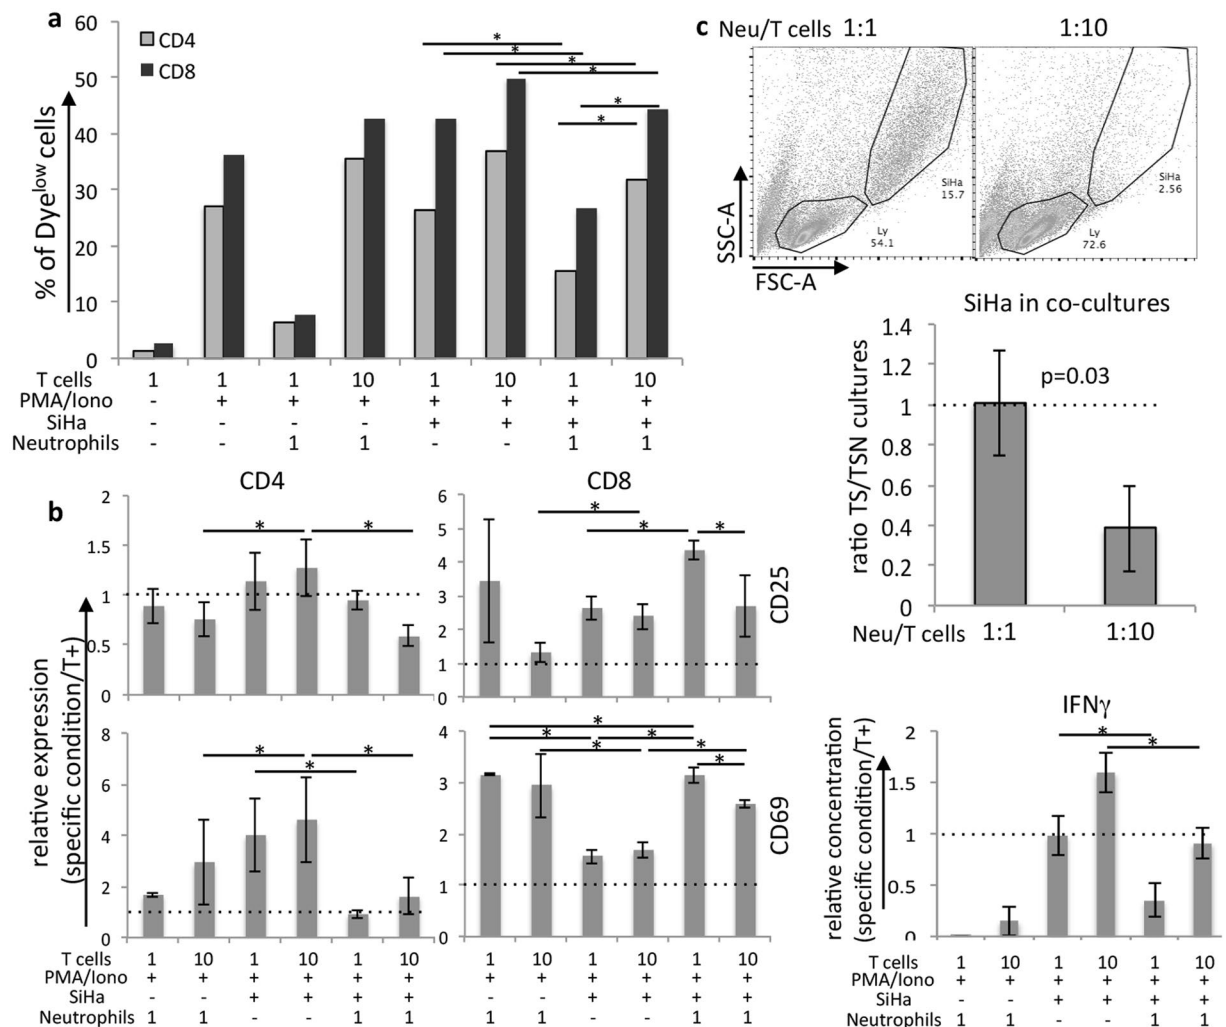 a
60
50
40
30
20
10
0
% of Dyelow cells
CD4
CD8
* * * * * *
T cells 1 1 1 10 1 10 1 10
PMA/Iono - + + + + + + +
SiHa - - - - + + + +
Neutrophils - - 1 1 - - 1 1
c
Neu/T cells 1:1 1:10
SSC-A
FSC-A
SiHa
15.7
Ly
54.1
SiHa
2.56
Ly
72.6
SiHa in co-cultures
ratio TS/TSN cultures
1.4
1.2
1
0.8
0.6
0.4
0.2
0
p=0.03
Neu/T cells 1:1 1:10
b
relative expression
(specific condition/T+)
CD4
2
1.5
1
0.5
0
* *
CD8
6
5
4
3
2
1
0
* * *
CD25
8
6
4
2
0
* * *
4
3
2
1
0
* * * * * *
CD69
T cells 1 10 1 10 1 10 1 10 1 10 1 10
PMA/Iono + + + + + + + + + + + +
SiHa - - + + + + - - + + + +
Neutrophils 1 1 - - 1 1 1 1 - - 1 1
IFNγ
relative concentration
(specific condition/T+)
2
1.5
1
0.5
0
* *
T cells 1 10 1 10 1 10
PMA/Iono + + + + + +
SiHa - - + + + +
Neutrophils 1 1 - - 1 1